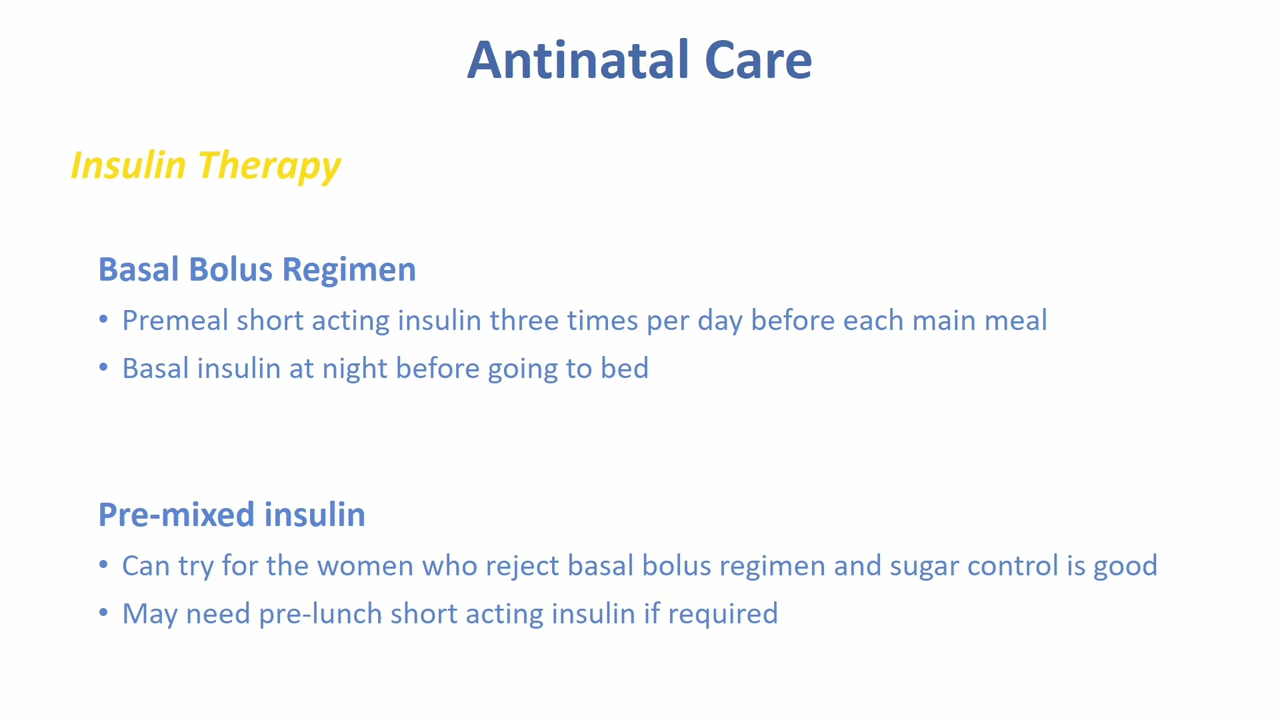 Antinatal Care
Insulin Therapy
Basal Bolus Regimen
• Premeal short acting insulin three times per day before each main meal
• Basal insulin at night before going to bed
Pre-mixed insulin
• Can try for the women who reject basal bolus regimen and sugar control is good
• May need pre-lunch short acting insulin if required